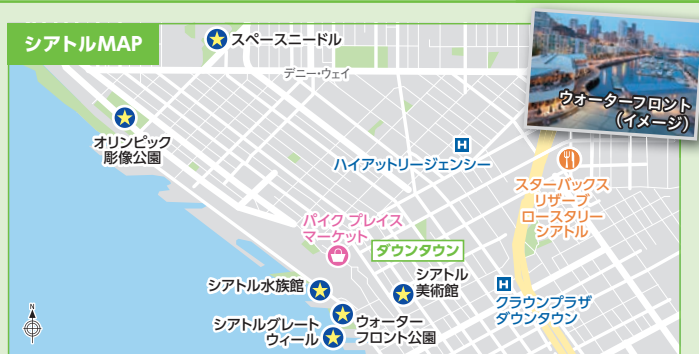 シアトルMAP
スペースニードル
デニー・ウェイ
ウォーターフロント
(イメージ)
オリンピック
彫像公園
H
ハイアットリージェンシー
スターバックス
リザーブ
ロースタリー
シアトル
パイク プレイス
マーケット
ダウンタウン
シアトル水族館
シアトル
美術館
H
クラウンプラザ
ダウンタウン
ウォーター
フロント公園
シアトルグレート
ウィール
N